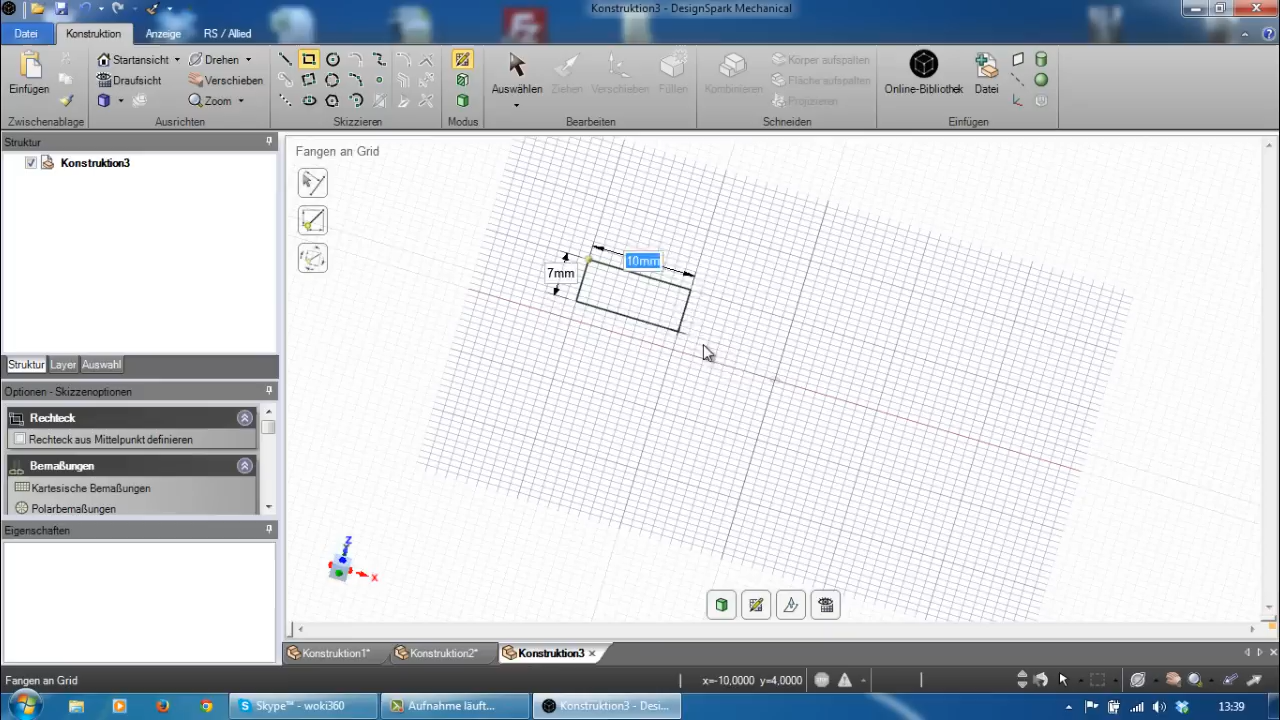 Konstruktion3 - DesignSpark Mechanical
Datei
Konstruktion
Anzeige
RS / Allied
Einfügen
Startansicht
Draufsicht
Drehen
Verschieben
Zoom
Auswählen
Ziehen
Verschieben
Füllen
Kombinieren
Körper aufspalten
Fläche aufspalten
Projizieren
Online-Bibliothek
Datei
Zwischenablage
Ausrichten
Skizzieren
Modus
Bearbeiten
Schneiden
Einfügen
Struktur
Konstruktion3
Struktur
Layer
Auswahl
Optionen - Skizzenoptionen
Rechteck
Rechteck aus Mittelpunkt definieren
Bemaßungen
Kartesische Bemaßungen
Polarbemaßungen
Eigenschaften
Fangen an Grid
10mm
7mm
Z
X
Konstruktion1*
Konstruktion2*
Konstruktion3
Fangen an Grid
x=-10,0000 y=4,0000
Skype™ - woki360
Aufnahme läuft...
Konstruktion3 - Desi...
13:39